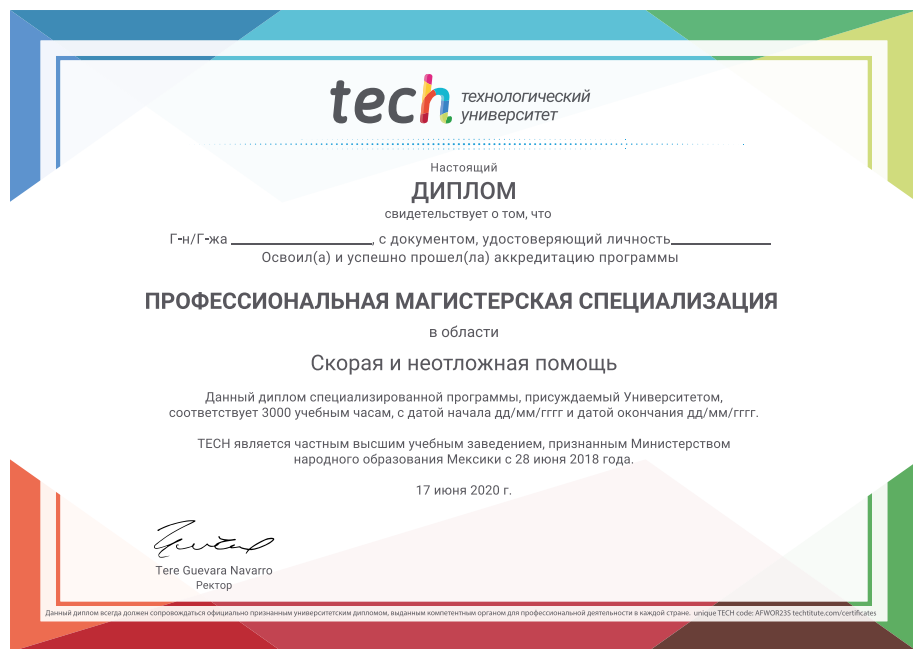 tech
технологический
университет
Настоящий
ДИПЛОМ
свидетельствует о том, что
Г-н/Г-жа ________________, с документом, удостоверяющий личность____________
Освоил(а) и успешно прошел(ла) аккредитацию программы
ПРОФЕССИОНАЛЬНАЯ МАГИСТЕРСКАЯ СПЕЦИАЛИЗАЦИЯ
в области
Скорая и неотложная помощь
Данный диплом специализированной программы, присуждаемый Университетом,
соответствует 3000 учебным часам, с датой начала дд/мм/гггг и датой окончания дд/мм/гггг.
TECH является частным высшим учебным заведением, признанным Министерством
народного образования Мексики с 28 июня 2018 года.
17 июня 2020 г.
Tere Guevara Navarro
Ректор
Данный диплом всегда должен сопровождаться официально признанным университетским дипломом, выданным компетентным органом для профессиональной деятельности в каждой стране. unique TECH code: AFWOR23S techtitute.com/certificates